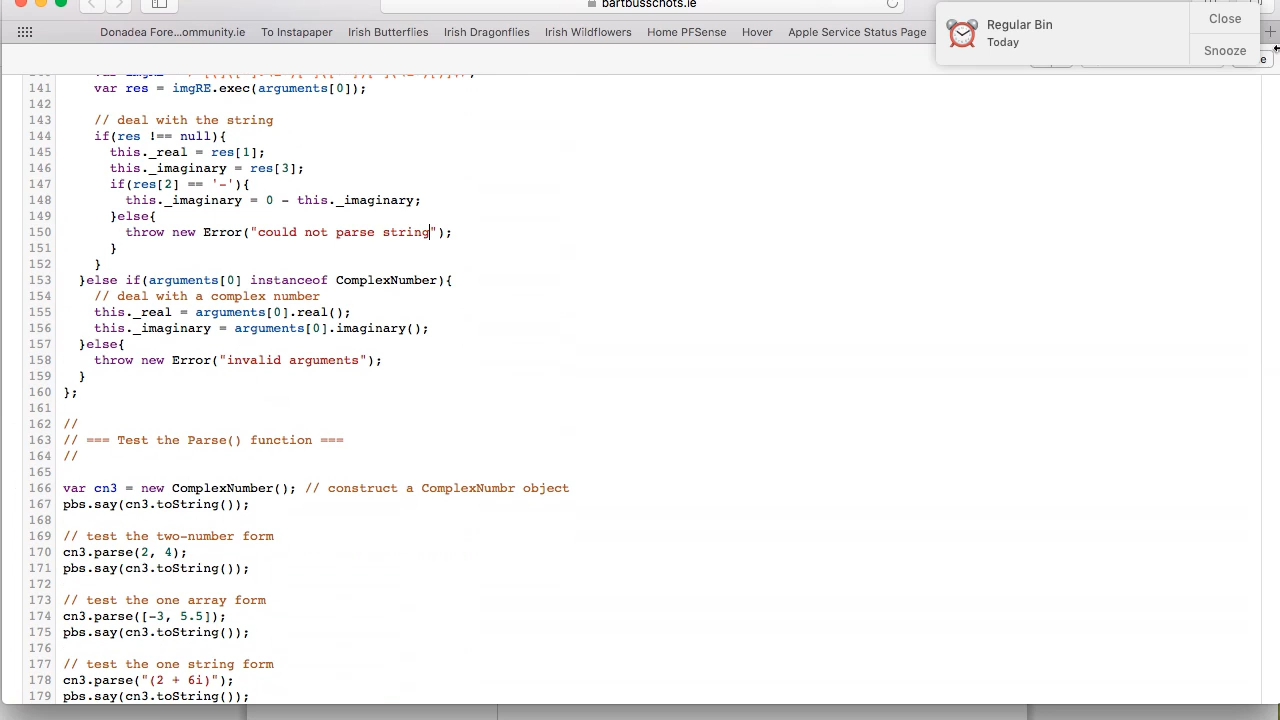 bartbusschots.ie
Donadea Fore...ommunity.ie
Instapaper
Irish Butterflies
Irish Dragonflies
Irish Wildflowers
Home PFSense
Hover
Apple Service Status Page
Regular Bin
Today
Close
Snooze
141 var res = imgRE.exec(arguments[0]);
142
143 // deal with the string
144 if(res !== null){
145 this._real = res[1];
146 this._imaginary = res[3];
147 if(res[2] == '-'){
148 this._imaginary = 0 - this._imaginary;
149 }else{
150 throw new Error("could not parse string");
151 }
152 }
153 }else if(arguments[0] instanceof ComplexNumber){
154 // deal with a complex number
155 this._real = arguments[0].real();
156 this._imaginary = arguments[0].imaginary();
157 }else{
158 throw new Error("invalid arguments");
159 }
160 };
161
162 //
163 // === Test the Parse() function ===
164 //
165
166 var cn3 = new ComplexNumber(); // construct a ComplexNumbr object
167 pbs.say(cn3.toString());
168
169 // test the two-number form
170 cn3.parse(2, 4);
171 pbs.say(cn3.toString());
172
173 // test the one array form
174 cn3.parse([-3, 5.5]);
175 pbs.say(cn3.toString());
176
177 // test the one string form
178 cn3.parse("(2 + 6i)");
179 pbs.say(cn3.toString());